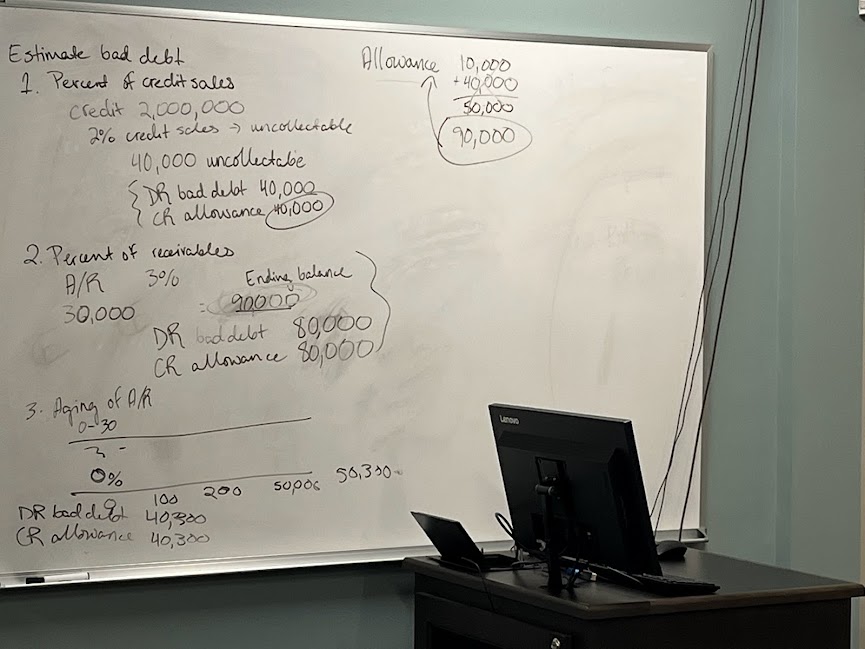 Estimate bad debt
1. Percent of credit sales
credit 2,000,000
2% credit sales → uncollectable
40,000 uncollectable
DR bad debt 40,000
CR allowance 40,000
Allowance 10,000
+40,000
50,000
90,000
2. Percent of receivables
A/R 3% Ending balance
30,000 = 90000
DR bad debt 80,000
CR allowance 80,000
3. Aging of A/R
0-30
0%
0 100 200 50,000 50,300
DR bad debt 40,300
CR allowance 40,300
Lenovo